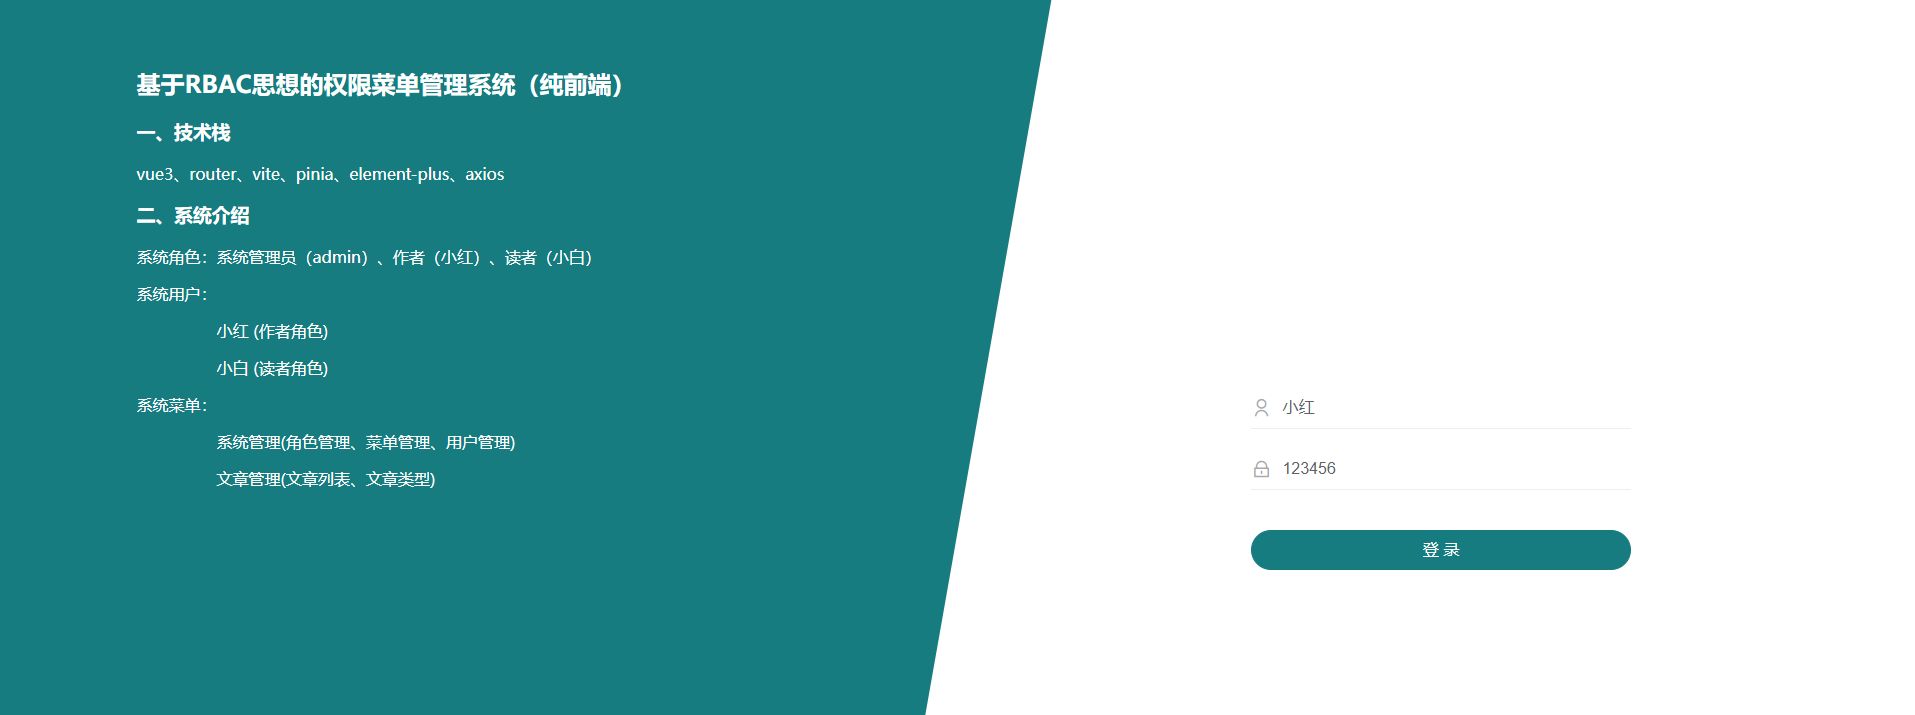 基于RBAC思想的权限菜单管理系统（纯前端）
一、技术栈
vue3、router、vite、pinia、element-plus、axios
二、系统介绍
系统角色：系统管理员（admin）、作者（小红）、读者（小白）
系统用户：
小红 (作者角色)
小白 (读者角色)
系统菜单：
系统管理(角色管理、菜单管理、用户管理)
文章管理(文章列表、文章类型)
小红
123456
登 录